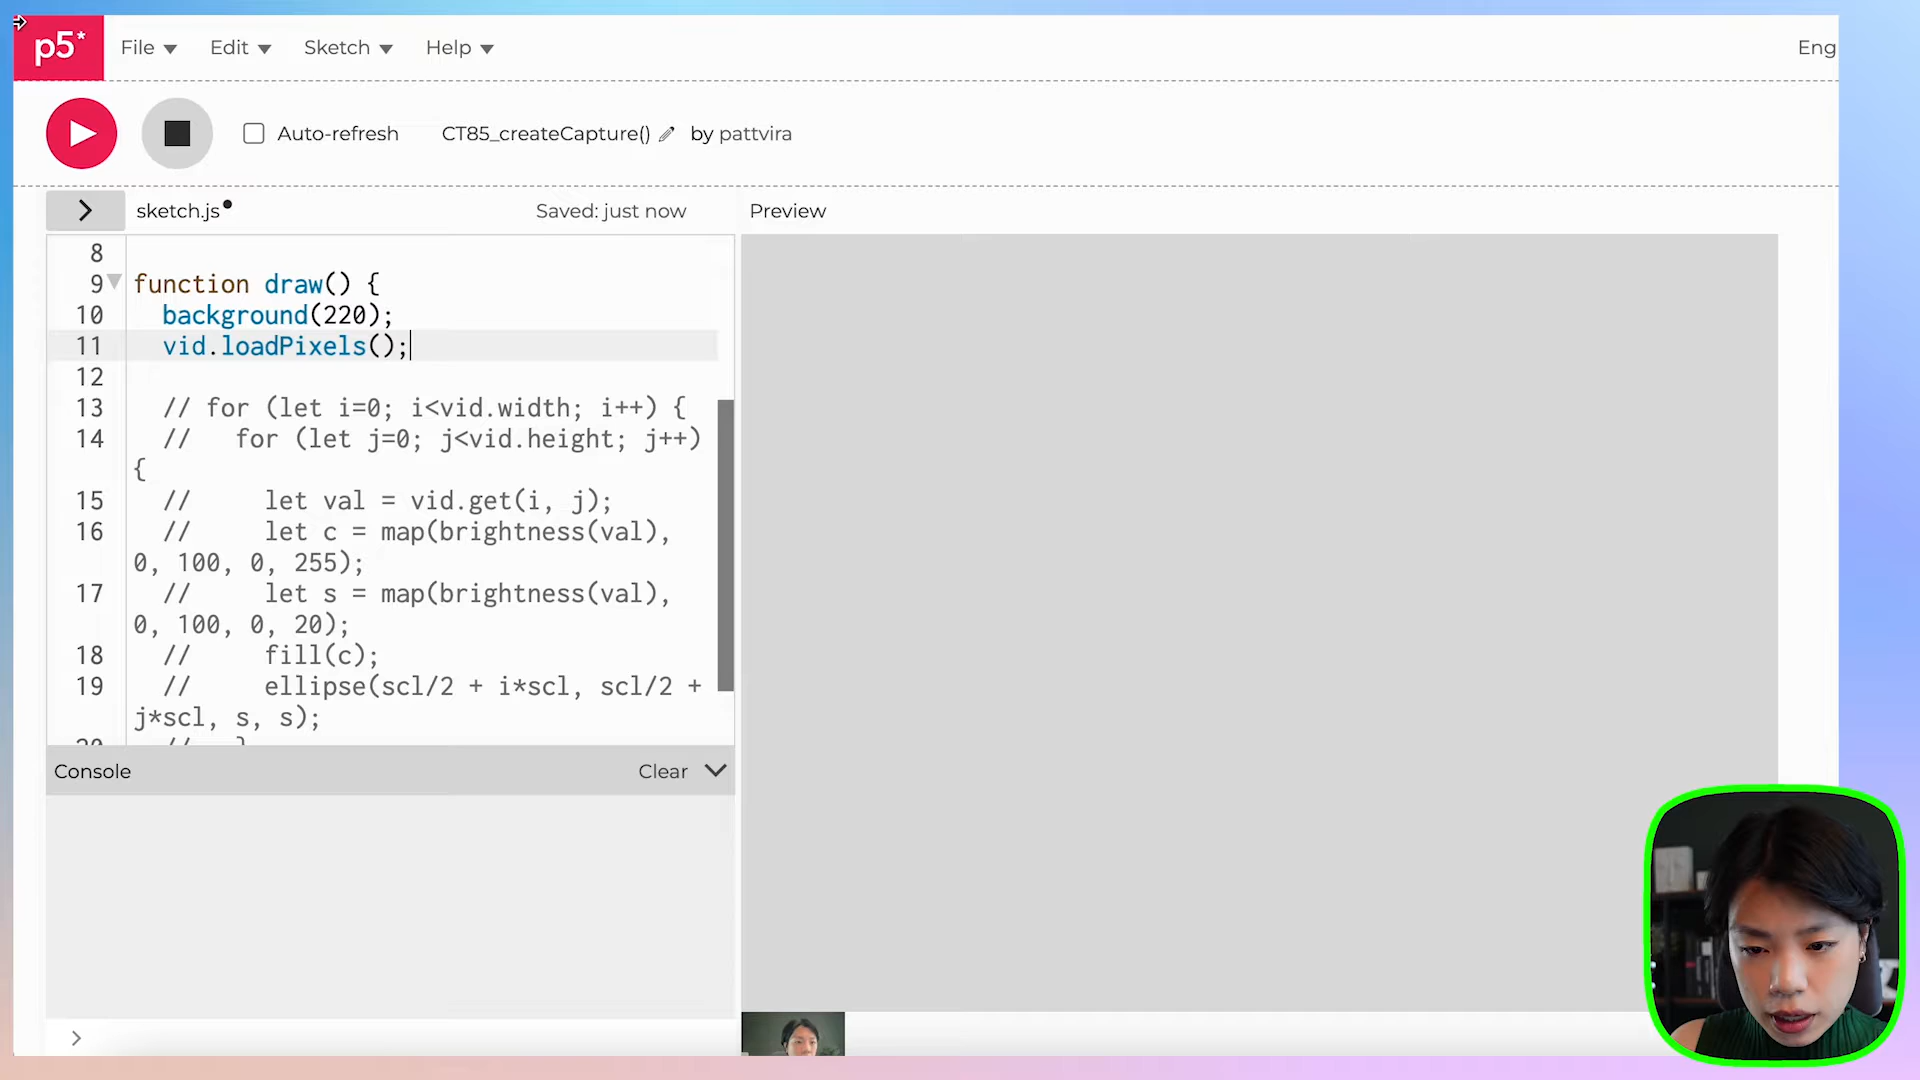 p5*
File
Edit
Sketch
Help
Eng
Auto-refresh
CT85_createCapture()
by pattvira
sketch.js
Saved: just now
Preview
8
9 function draw() {
10 background(220);
11 vid.loadPixels();
12
13 // for (let i=0; i<vid.width; i++) {
14 // for (let j=0; j<vid.height; j++)
{
15 // let val = vid.get(i, j);
16 // let c = map(brightness(val),
0, 100, 0, 255);
17 // let s = map(brightness(val),
0, 100, 0, 20);
18 // fill(c);
19 // ellipse(scl/2 + i*scl, scl/2 +
j*scl, s, s);
20 // }
Console
Clear
>